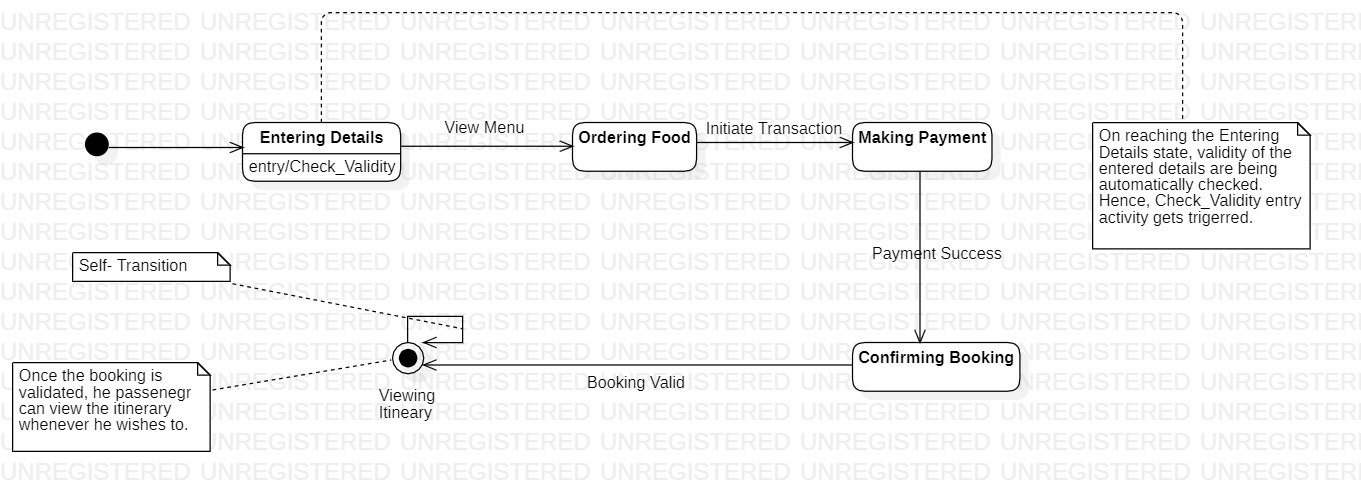 UNREGISTERED UNREGISTERED UNREGISTERED UNREGISTERED UNREGISTERED UNREGISTERED UNREGISTERED
Entering Details
entry/Check_Validity
View Menu
Ordering Food
Initiate Transaction
Making Payment
On reaching the Entering
Details state, validity of the
entered details are being
automatically checked.
Hence, Check_Validity entry
activity gets trigerred.
Payment Success
Self- Transition
Confirming Booking
Booking Valid
Viewing
Itineary
Once the booking is
validated, he passenegr
can view the itinerary
whenever he wishes to.